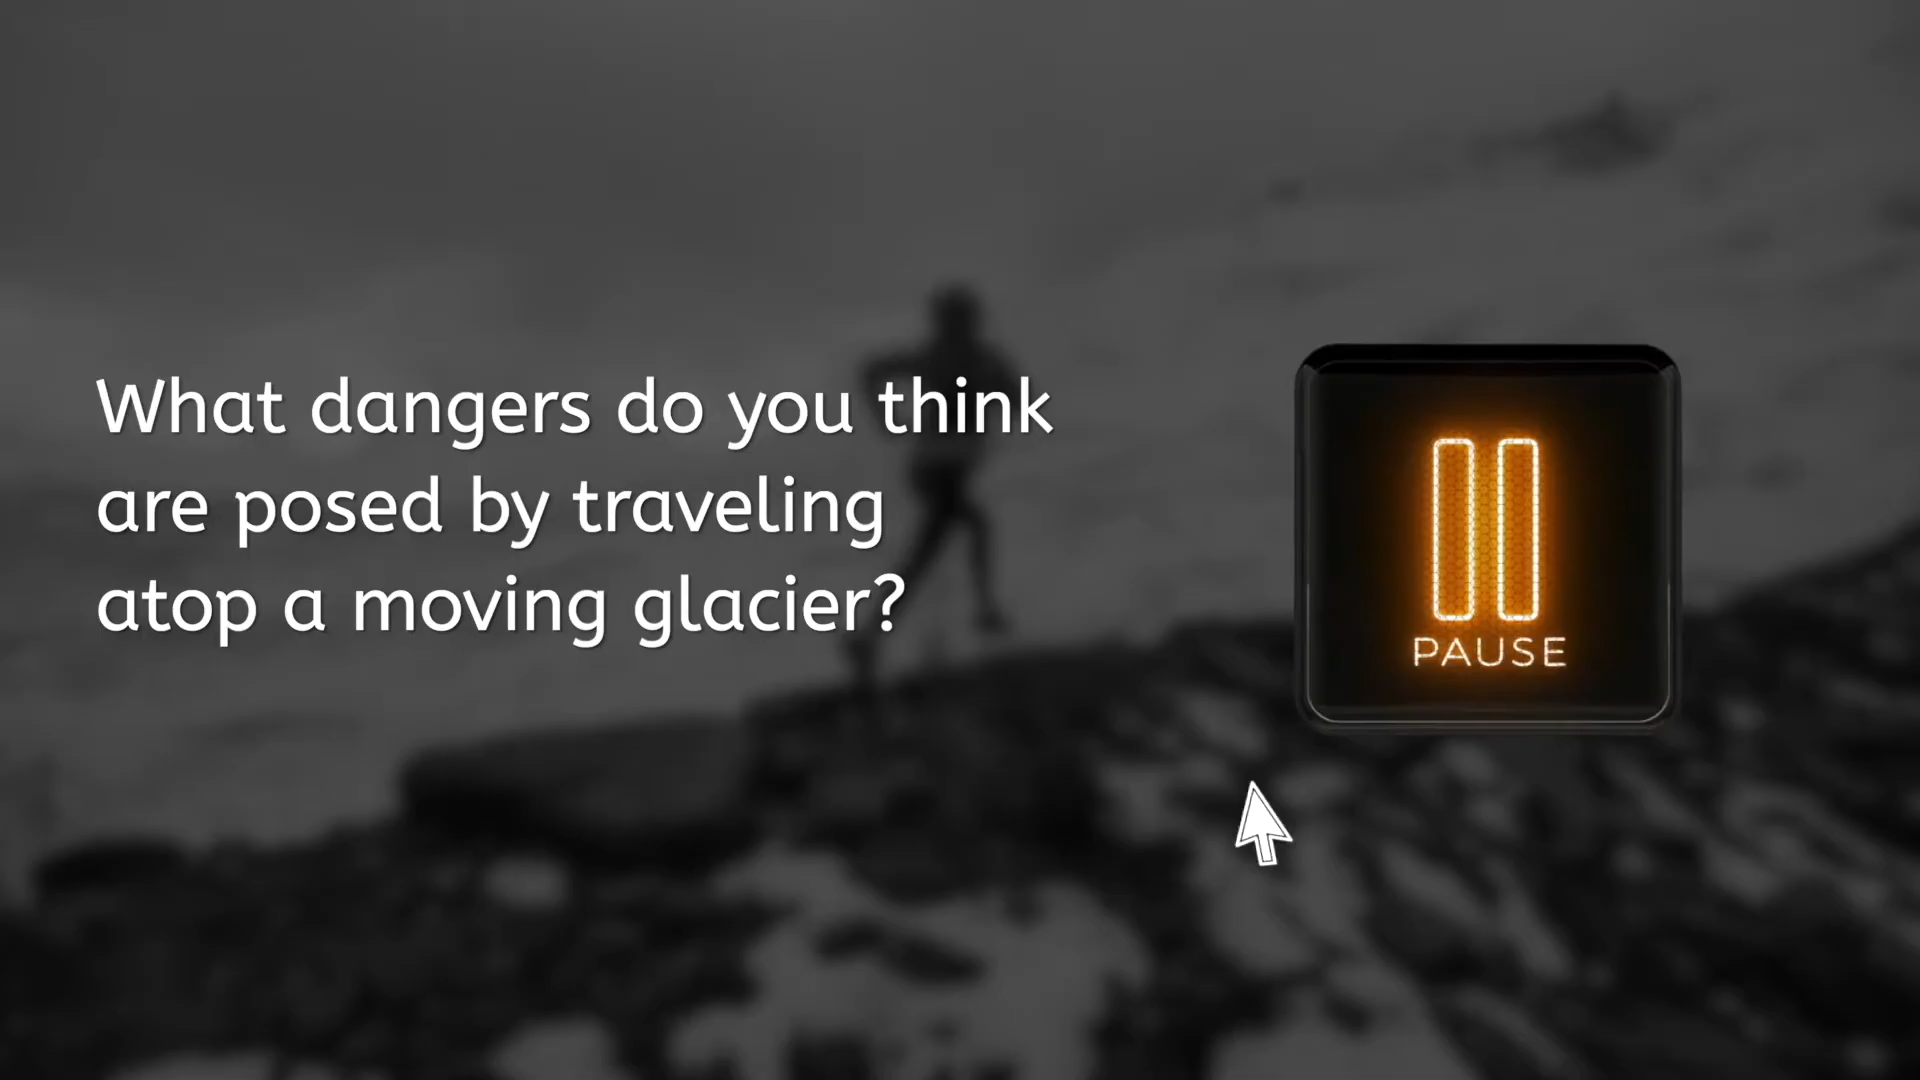 What dangers do you think
are posed by traveling
atop a moving glacier?
PAUSE